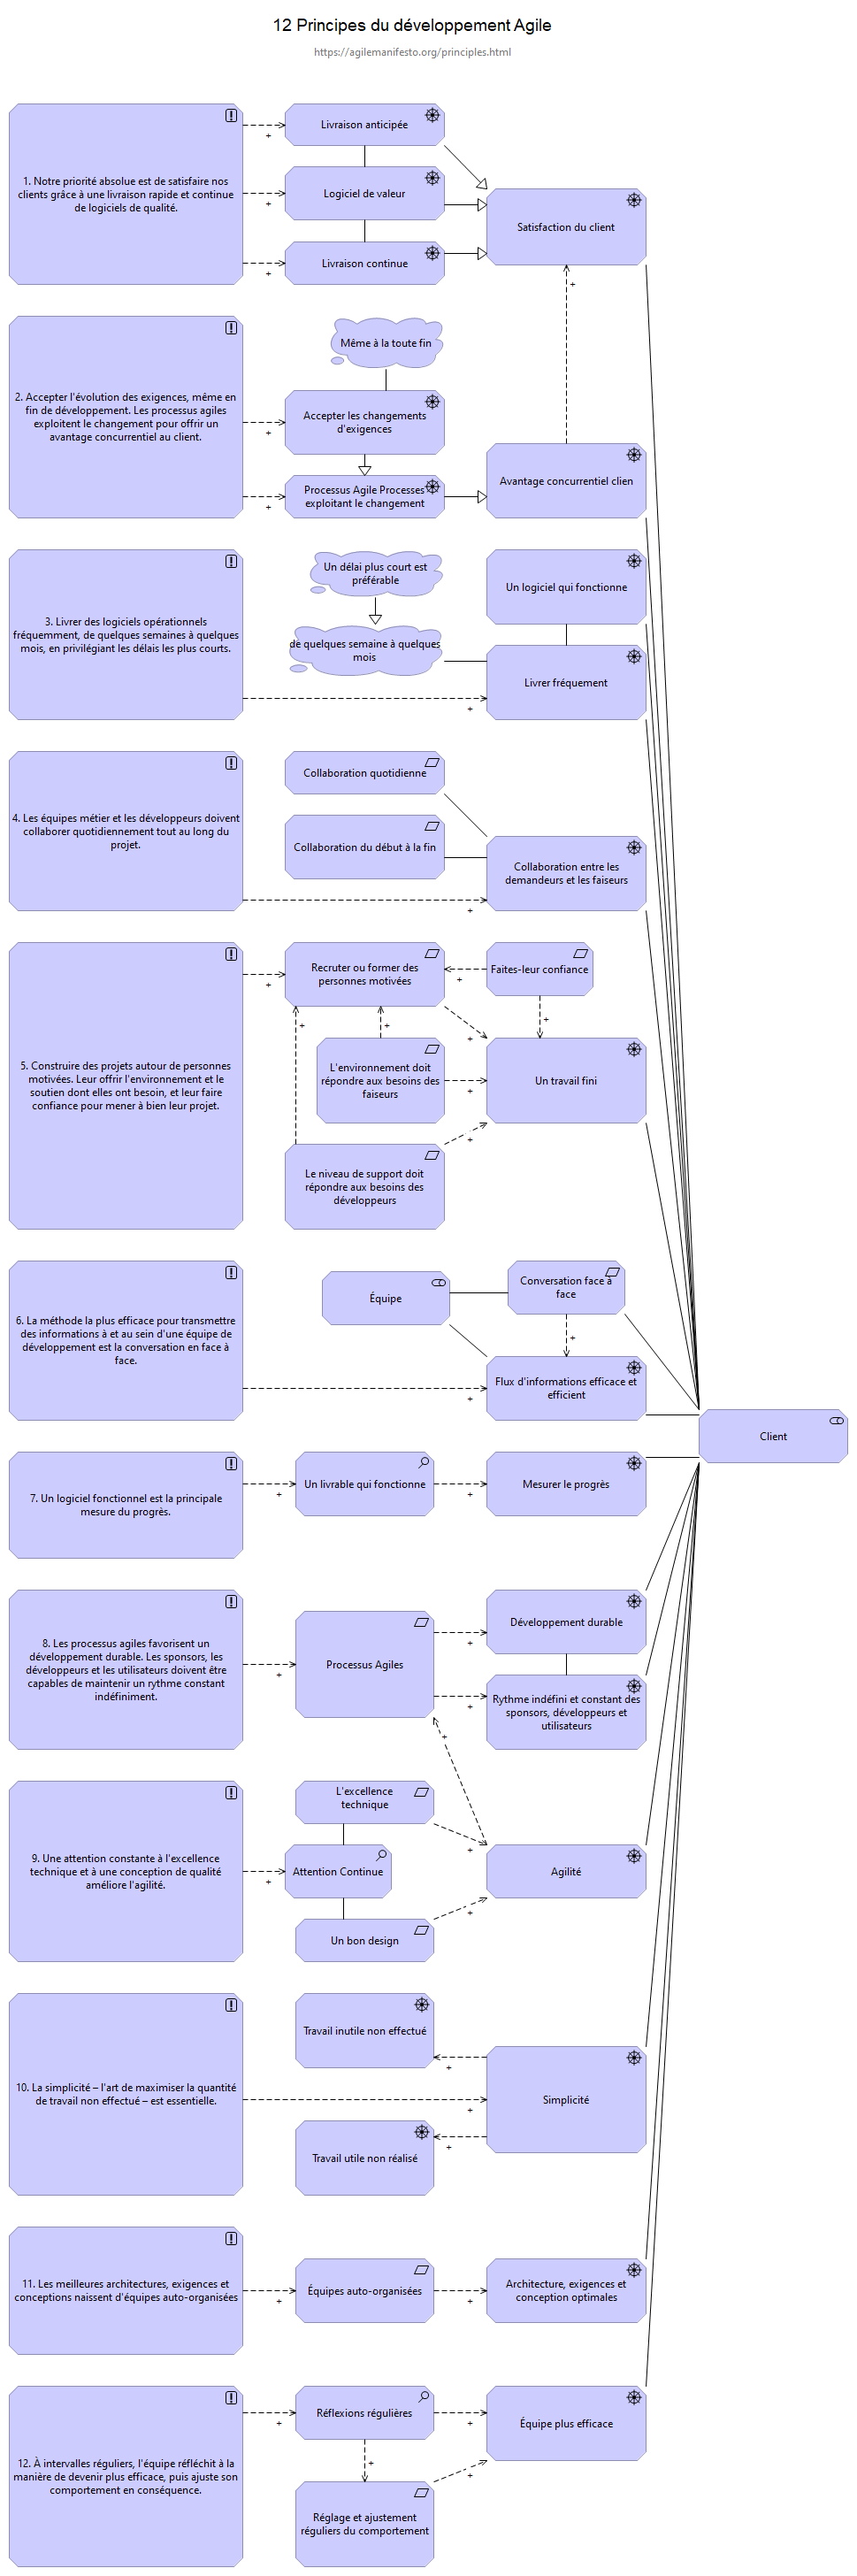 12 Principes du développement Agile
https://agilemanifesto.org/principles.html
1. Notre priorité absolue est de satisfaire nos
clients grâce à une livraison rapide et continue
de logiciels de qualité.
Livraison anticipée
+
Logiciel de valeur
+
Livraison continue
+
Satisfaction du client
+
2. Accepter l'évolution des exigences, même en
fin de développement. Les processus agiles
exploitent le changement pour offrir un
avantage concurrentiel au client.
Même à la toute fin
Accepter les changements
d'exigences
+
Processus Agile Processes
exploitant le changement
+
Avantage concurrentiel clien
3. Livrer des logiciels opérationnels
fréquemment, de quelques semaines à quelques
mois, en privilégiant les délais les plus courts.
Un délai plus court est
préférable
de quelques semaine à quelques
mois
Un logiciel qui fonctionne
Livrer fréquement
+
4. Les équipes métier et les développeurs doivent
collaborer quotidiennement tout au long du
projet.
Collaboration quotidienne
Collaboration du début à la fin
Collaboration entre les
demandeurs et les faiseurs
+
5. Construire des projets autour de personnes
motivées. Leur offrir l'environnement et le
soutien dont elles ont besoin, et leur faire
confiance pour mener à bien leur projet.
Recruter ou former des
personnes motivées
+
Faites-leur confiance
+
+
+
+
+
L'environnement doit
répondre aux besoins des
faiseurs
+
Un travail fini
+
Le niveau de support doit
répondre aux besoins des
développeurs
6. La méthode la plus efficace pour transmettre
des informations à et au sein d'une équipe de
développement est la conversation en face à
face.
Équipe
Conversation face à
face
+
Flux d'informations efficace et
efficient
+
Client
7. Un logiciel fonctionnel est la principale
mesure du progrès.
+
Un livrable qui fonctionne
+
Mesurer le progrès
8. Les processus agiles favorisent un
développement durable. Les sponsors, les
développeurs et les utilisateurs doivent être
capables de maintenir un rythme constant
indéfiniment.
+
Processus Agiles
+
Développement durable
+
Rythme indéfini et constant des
sponsors, développeurs et
utilisateurs
+
9. Une attention constante à l'excellence
technique et à une conception de qualité
améliore l'agilité.
L'excellence
technique
+
+
Attention Continue
Agilité
+
Un bon design
10. La simplicité – l'art de maximiser la quantité
de travail non effectué – est essentielle.
Travail inutile non effectué
+
Simplicité
+
+
Travail utile non réalisé
11. Les meilleures architectures, exigences et
conceptions naissent d'équipes auto-organisées
+
Équipes auto-organisées
+
Architecture, exigences et
conception optimales
12. À intervalles réguliers, l'équipe réfléchit à la
manière de devenir plus efficace, puis ajuste son
comportement en conséquence.
+
Réflexions régulières
+
Équipe plus efficace
+
+
Réglage et ajustement
réguliers du comportement